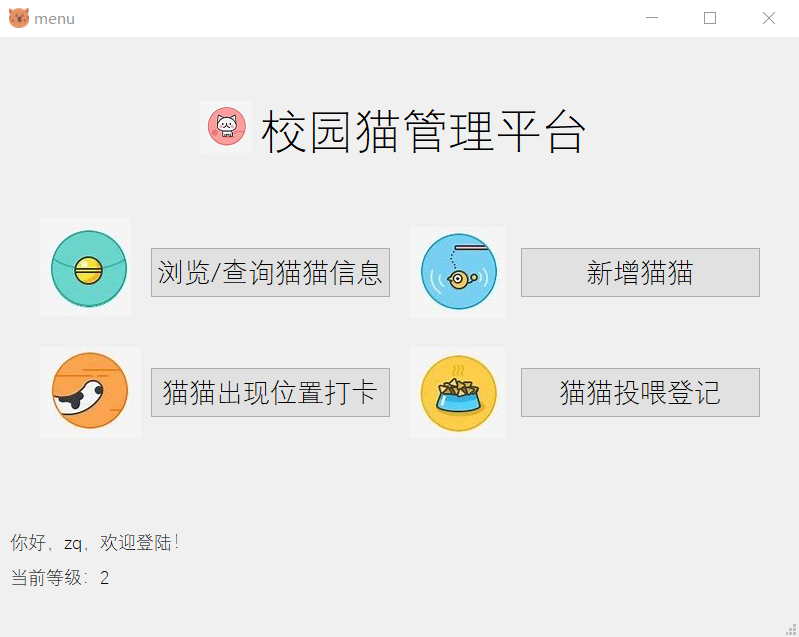 menu
校园猫管理平台
浏览/查询猫猫信息
新增猫猫
猫猫出现位置打卡
猫猫投喂登记
你好，zq，欢迎登陆！
当前等级：2